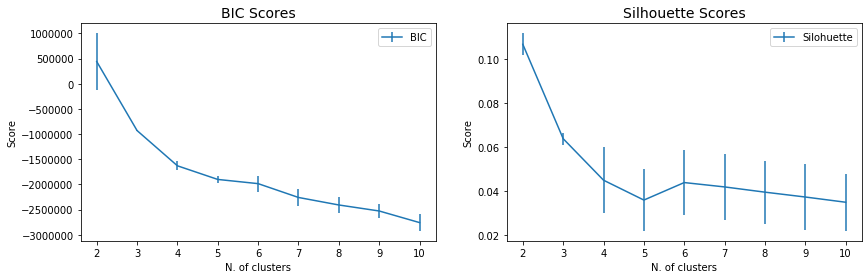 BIC Scores
BIC
1000000
500000
0
−500000
−1000000
−1500000
−2000000
−2500000
−3000000
Score
2 3 4 5 6 7 8 9 10
N. of clusters
Silhouette Scores
Silohuette
0.10
0.08
0.06
0.04
0.02
Score
2 3 4 5 6 7 8 9 10
N. of clusters